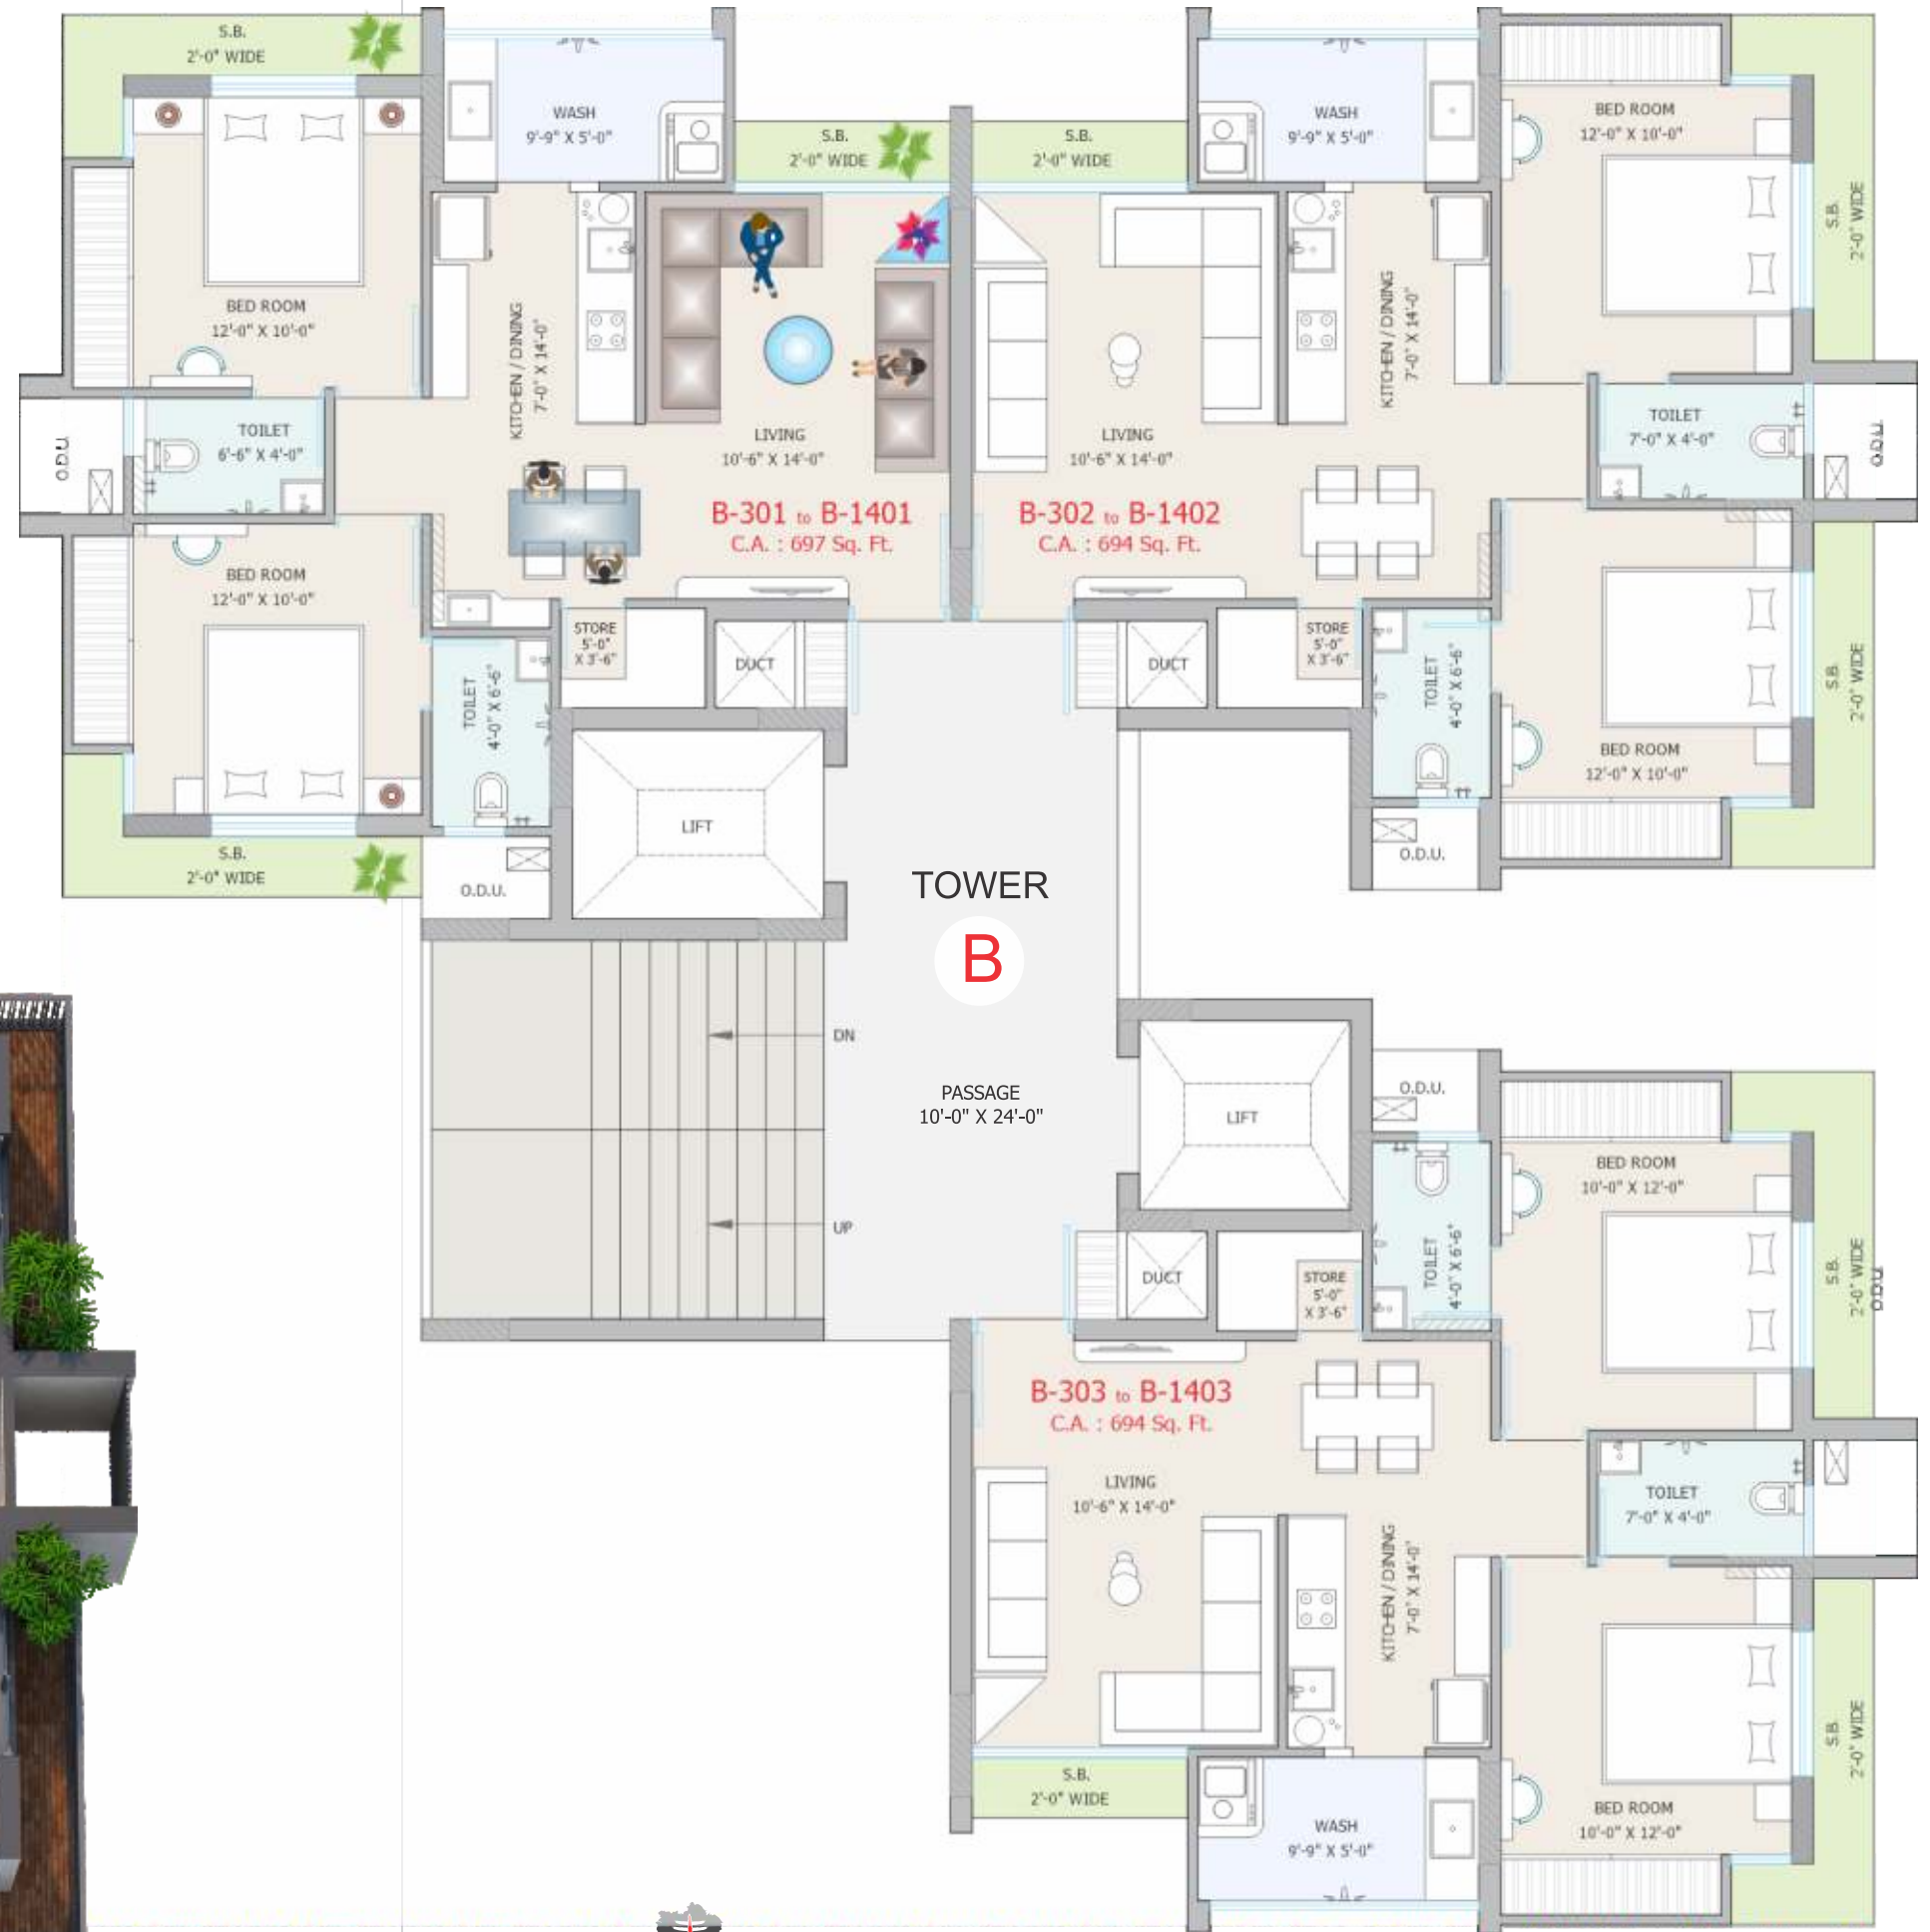 S.B.
2'-0" WIDE
WASH
9'-9" X 5'-0"
S.B.
2'-0" WIDE
S.B.
2'-0" WIDE
WASH
9'-9" X 5'-0"
BED ROOM
12'-0" X 10'-0"
S.B.
2'-0" WIDE
BED ROOM
12'-0" X 10'-0"
KITCHEN / DINING
7'-0" X 14'-0"
KITCHEN / DINING
7'-0" X 14'-0"
TOILET
6'-6" X 4'-0"
LIVING
10'-6" X 14'-0"
LIVING
10'-6" X 14'-0"
TOILET
7'-0" X 4'-0"
B-301 to B-1401
C.A. : 697 Sq. Ft.
B-302 to B-1402
C.A. : 694 Sq. Ft.
BED ROOM
12'-0" X 10'-0"
STORE
5'-0"
X 3'-6"
DUCT
DUCT
STORE
5'-0"
X 3'-6"
TOILET
4'-0" X 6'-6"
TOILET
4'-0" X 6'-6"
S.B.
2'-0" WIDE
BED ROOM
12'-0" X 10'-0"
LIFT
S.B.
2'-0" WIDE
O.D.U.
O.D.U.
TOWER
B
DN
PASSAGE
10'-0" X 24'-0"
UP
LIFT
O.D.U.
BED ROOM
10'-0" X 12'-0"
TOILET
4'-0" X 6'-6"
S.B.
2'-0" WIDE
DUCT
STORE
5'-0"
X 3'-6"
B-303 to B-1403
C.A. : 694 Sq. Ft.
LIVING
10'-6" X 14'-0"
TOILET
7'-0" X 4'-0"
KITCHEN / DINING
7'-0" X 14'-0"
S.B.
2'-0" WIDE
S.B.
2'-0" WIDE
WASH
9'-9" X 5'-0"
BED ROOM
10'-0" X 12'-0"